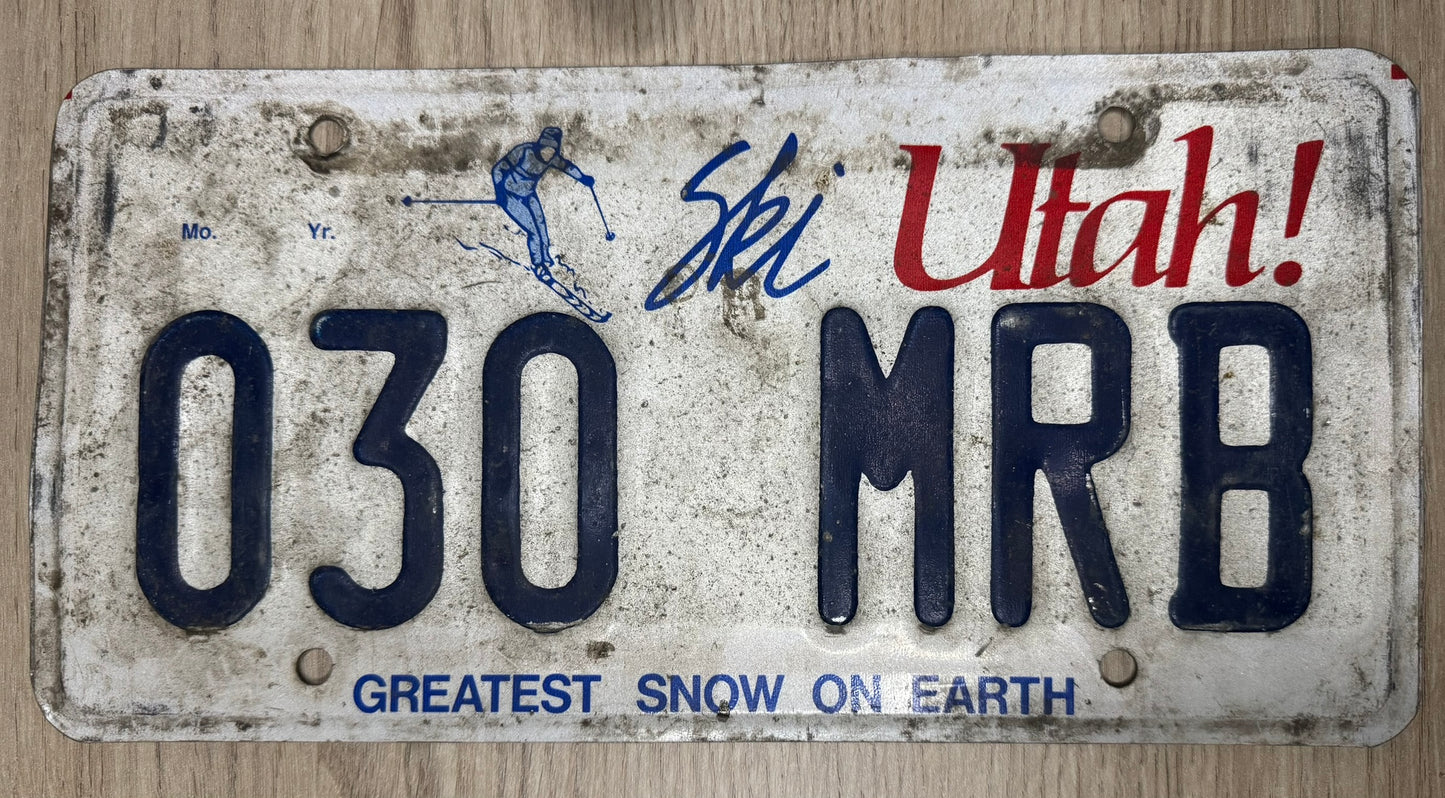 Mo. Yr. Ski Utah!
030 MRB
GREATEST SNOW ON EARTH